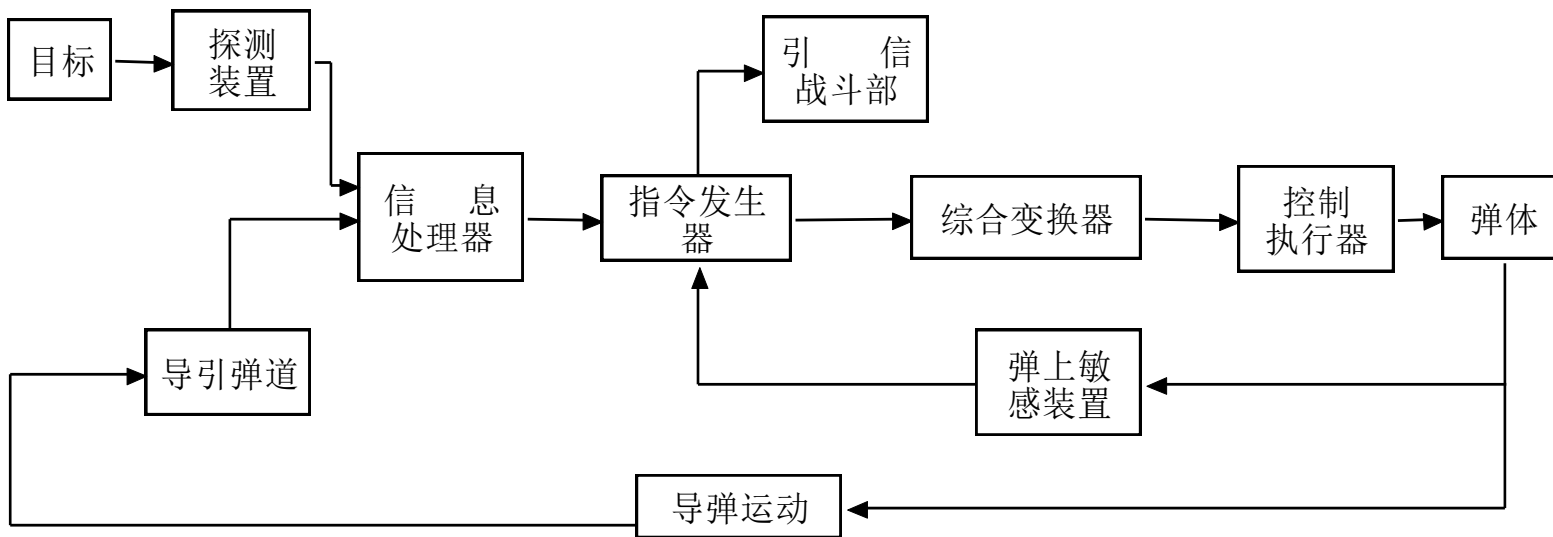 目标
探测
装置
引 信
战斗部
信 息
处理器
指令发生
器
综合变换器
控制
执行器
弹体
导引弹道
弹上敏
感装置
导弹运动